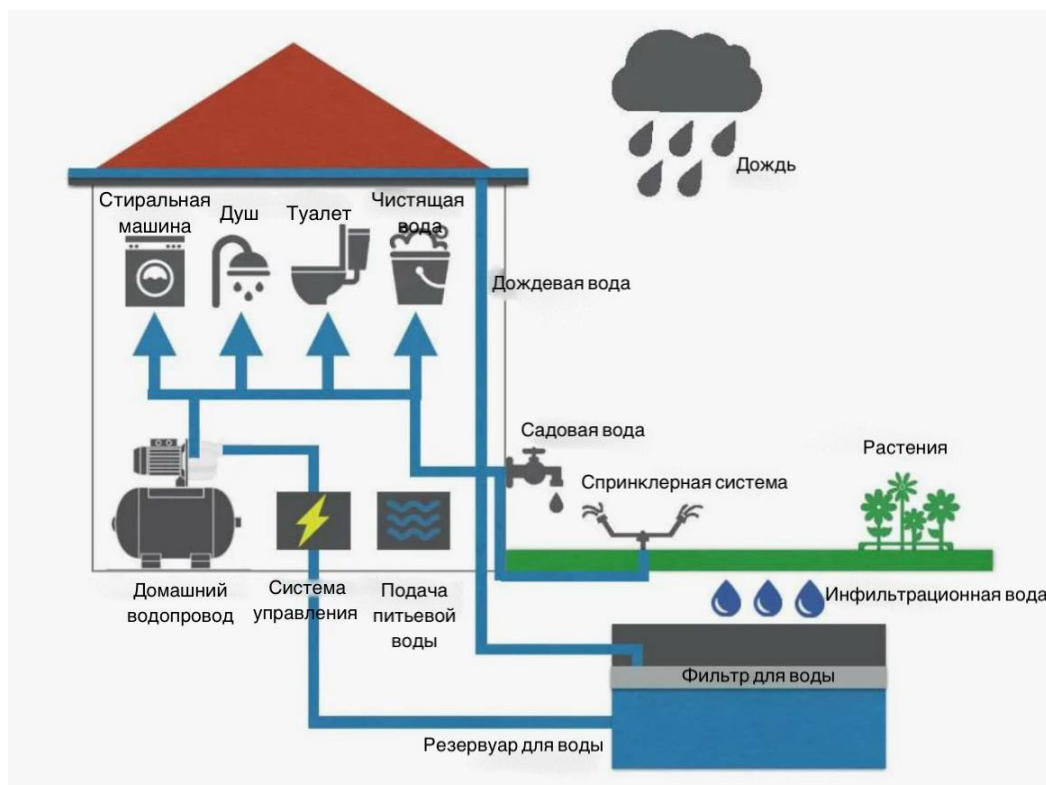 Дождь
Стиральная
машина
Душ
Туалет
Чистящая
вода
Дождевая вода
Садовая вода
Спринклерная система
Растения
Домашний
водопровод
Система
управления
Подача
питьевой
воды
Инфильтрационная вода
Фильтр для воды
Резервуар для воды